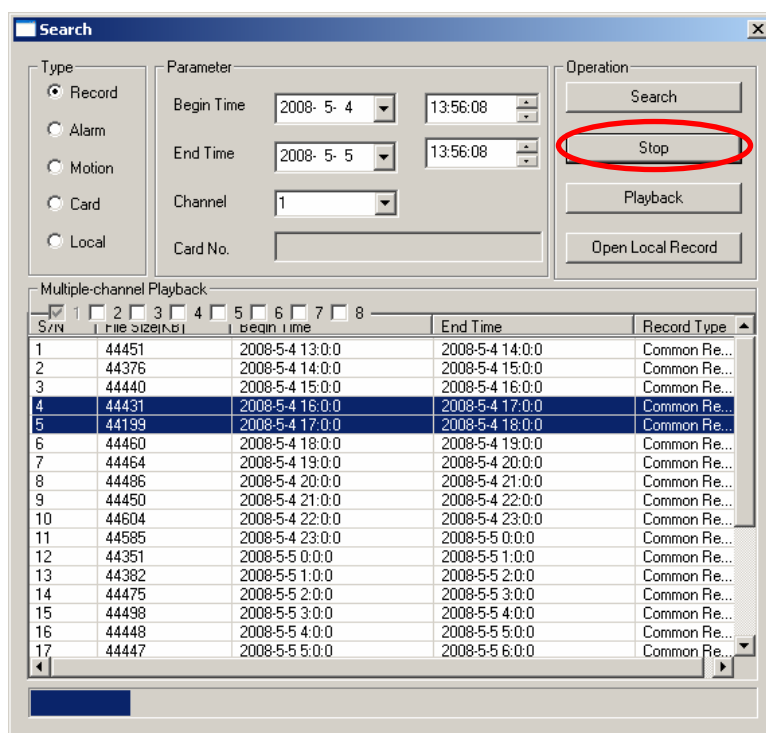 Search
Type
Parameter
Operation
Record
Begin Time
2008- 5- 4
13:56:08
Search
Alarm
Motion
End Time
2008- 5- 5
13:56:08
Stop
Card
Channel
1
Playback
Local
Card No.
Open Local Record
Multiple-channel Playback
1 2 3 4 5 6 7 8
S/N File Size(KB) Begin Time End Time Record Type
1 44451 2008-5-4 13:0:0 2008-5-4 14:0:0 Common Re...
2 44376 2008-5-4 14:0:0 2008-5-4 15:0:0 Common Re...
3 44440 2008-5-4 15:0:0 2008-5-4 16:0:0 Common Re...
4 44431 2008-5-4 16:0:0 2008-5-4 17:0:0 Common Re...
5 44199 2008-5-4 17:0:0 2008-5-4 18:0:0 Common Re...
6 44460 2008-5-4 18:0:0 2008-5-4 19:0:0 Common Re...
7 44464 2008-5-4 19:0:0 2008-5-4 20:0:0 Common Re...
8 44486 2008-5-4 20:0:0 2008-5-4 21:0:0 Common Re...
9 44450 2008-5-4 21:0:0 2008-5-4 22:0:0 Common Re...
10 44604 2008-5-4 22:0:0 2008-5-4 23:0:0 Common Re...
11 44585 2008-5-4 23:0:0 2008-5-5 0:0:0 Common Re...
12 44351 2008-5-5 0:0:0 2008-5-5 1:0:0 Common Re...
13 44382 2008-5-5 1:0:0 2008-5-5 2:0:0 Common Re...
14 44475 2008-5-5 2:0:0 2008-5-5 3:0:0 Common Re...
15 44498 2008-5-5 3:0:0 2008-5-5 4:0:0 Common Re...
16 44448 2008-5-5 4:0:0 2008-5-5 5:0:0 Common Re...
17 44447 2008-5-5 5:0:0 2008-5-5 6:0:0 Common Re...